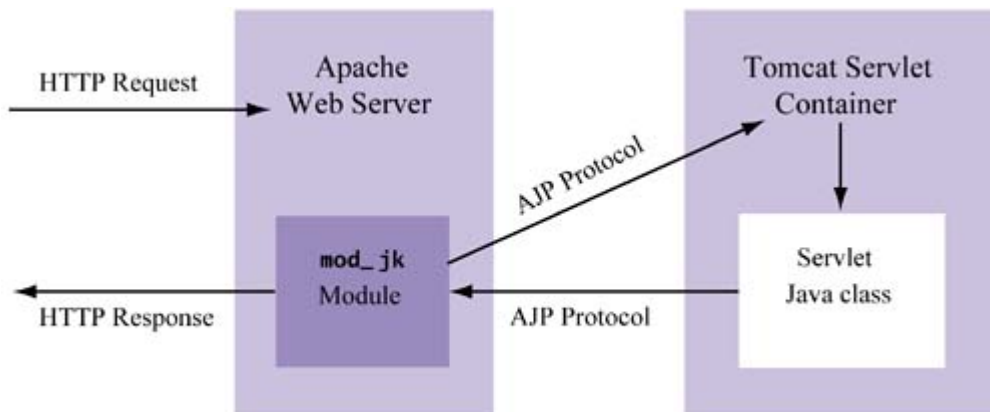 HTTP Request
Apache
Web Server
Tomcat Servlet
Container
AJP Protocol
mod_jk
Module
Servlet
Java class
HTTP Response
AJP Protocol